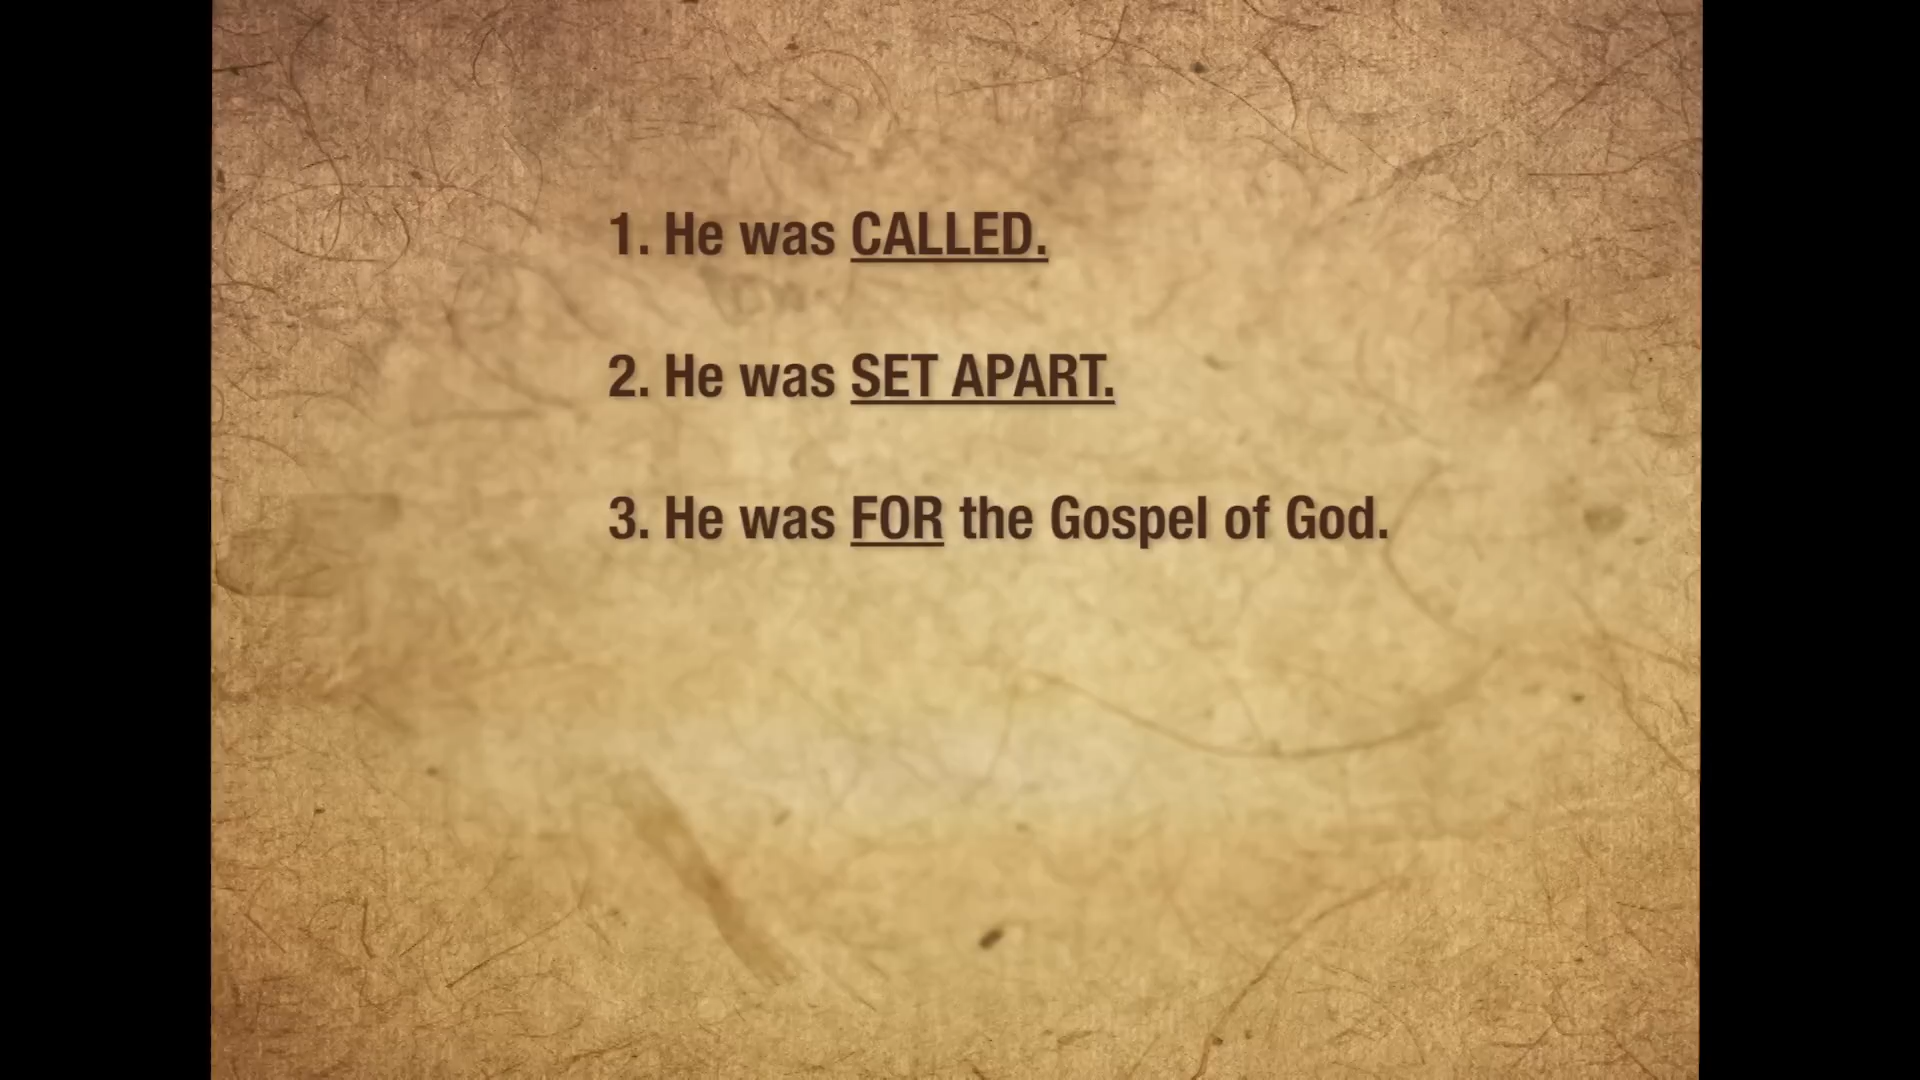 1. He was CALLED.
2. He was SET APART.
3. He was FOR the Gospel of God.